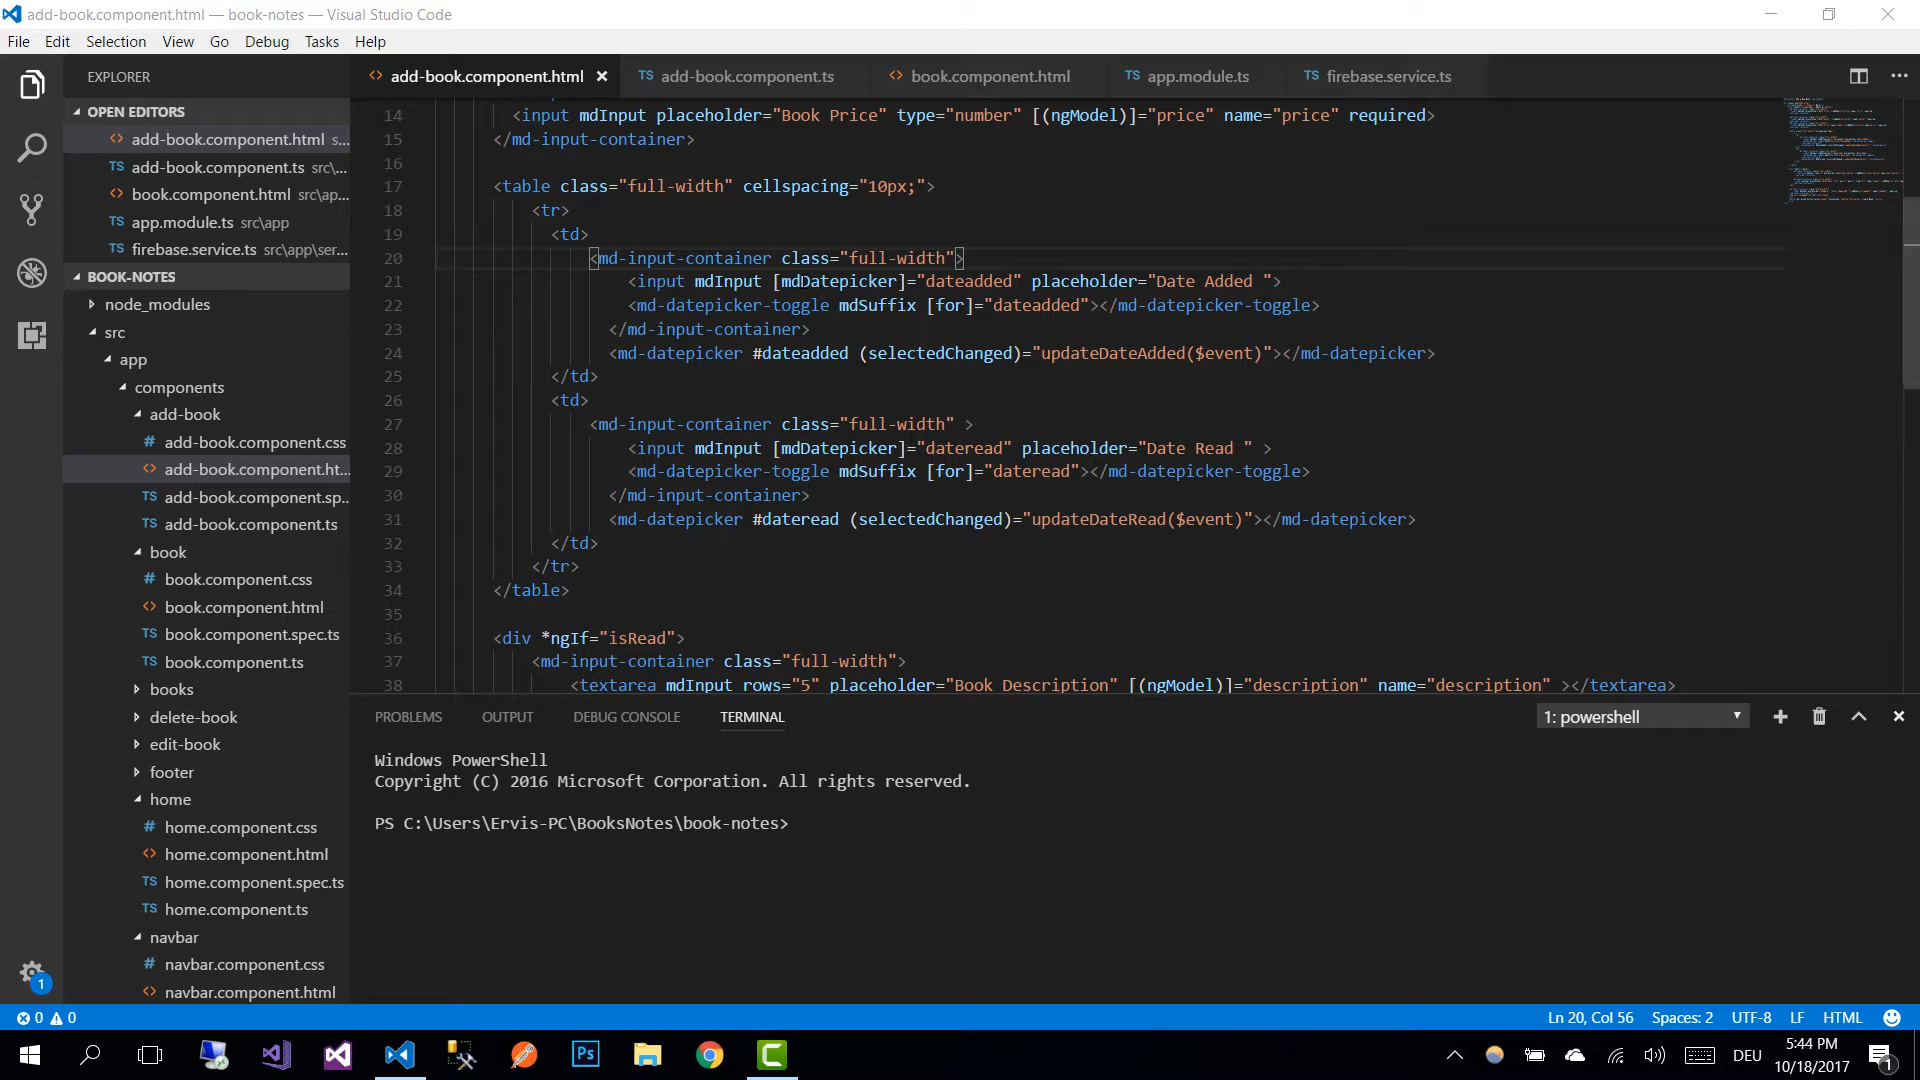 add-book.component.html — book-notes — Visual Studio Code
File Edit Selection View Go Debug Tasks Help
EXPLORER
OPEN EDITORS
add-book.component.html s...
add-book.component.ts src\...
book.component.html src\ap...
app.module.ts src\app
firebase.service.ts src\app\ser...
BOOK-NOTES
node_modules
src
app
components
add-book
add-book.component.css
add-book.component.ht...
add-book.component.sp...
add-book.component.ts
book
book.component.css
book.component.html
book.component.spec.ts
book.component.ts
books
delete-book
edit-book
footer
home
home.component.css
home.component.html
home.component.spec.ts
home.component.ts
navbar
navbar.component.css
navbar.component.html
add-book.component.html add-book.component.ts book.component.html app.module.ts firebase.service.ts
14 <input mdInput placeholder="Book Price" type="number" [(ngModel)]="price" name="price" required>
15 </md-input-container>
16
17 <table class="full-width" cellspacing="10px;">
18 <tr>
19 <td>
20 <md-input-container class="full-width">
21 <input mdInput [mdDatepicker]="dateadded" placeholder="Date Added ">
22 <md-datepicker-toggle mdSuffix [for]="dateadded"></md-datepicker-toggle>
23 </md-input-container>
24 <md-datepicker #dateadded (selectedChanged)="updateDateAdded($event)"></md-datepicker>
25 </td>
26 <td>
27 <md-input-container class="full-width" >
28 <input mdInput [mdDatepicker]="dateread" placeholder="Date Read " >
29 <md-datepicker-toggle mdSuffix [for]="dateread"></md-datepicker-toggle>
30 </md-input-container>
31 <md-datepicker #dateread (selectedChanged)="updateDateRead($event)"></md-datepicker>
32 </td>
33 </tr>
34 </table>
35
36 <div *ngIf="isRead">
37 <md-input-container class="full-width">
38 <textarea mdInput rows="5" placeholder="Book Description" [(ngModel)]="description" name="description" ></textarea>
PROBLEMS OUTPUT DEBUG CONSOLE TERMINAL 1: powershell
Windows PowerShell
Copyright (C) 2016 Microsoft Corporation. All rights reserved.
PS C:\Users\Ervis-PC\BooksNotes\book-notes>
1
0 0 Ln 20, Col 56 Spaces: 2 UTF-8 LF HTML
Ps DEU 5:44 PM
10/18/2017 1